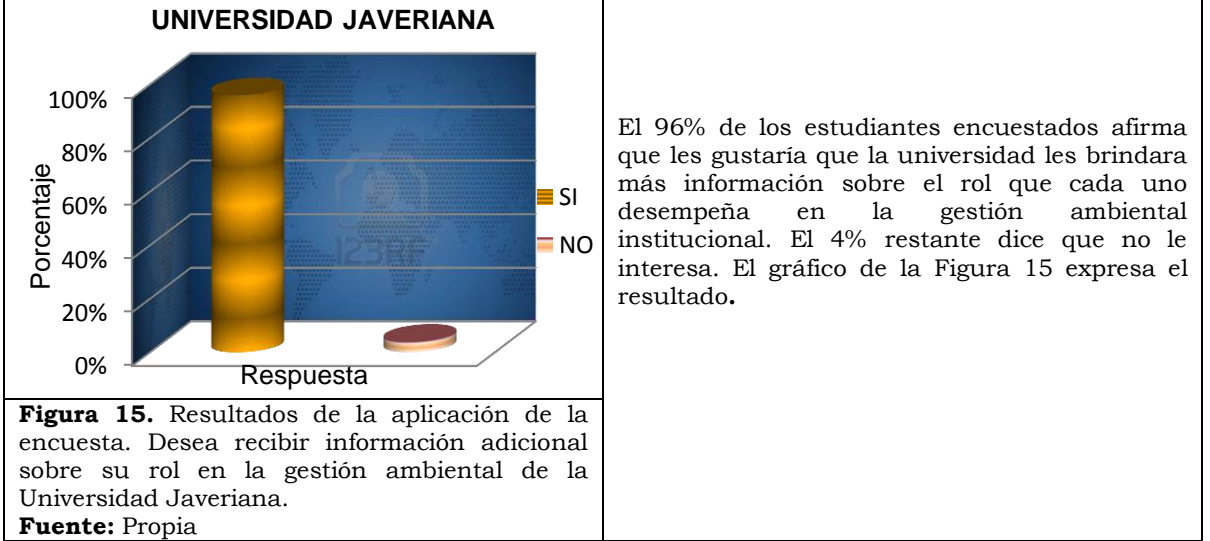 UNIVERSIDAD JAVERIANA
100%
80%
60%
40%
20%
0%
Porcentaje
Respuesta
SI
NO
123RF
Figura 15. Resultados de la aplicación de la
encuesta. Desea recibir información adicional
sobre su rol en la gestión ambiental de la
Universidad Javeriana.
Fuente: Propia
El 96% de los estudiantes encuestados afirma
que les gustaría que la universidad les brindara
más información sobre el rol que cada uno
desempeña en la gestión ambiental
institucional. El 4% restante dice que no le
interesa. El gráfico de la Figura 15 expresa el
resultado.